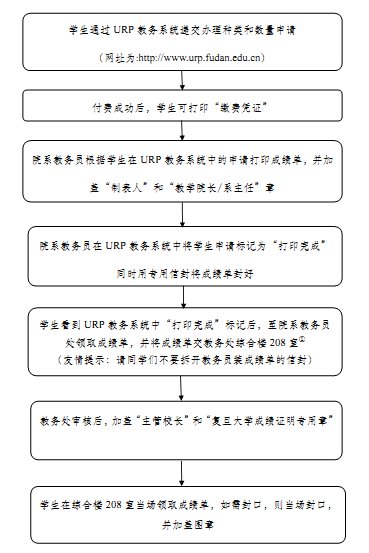 学生通过 URP 教务系统递交办理种类和数量申请
（网址为:http://www.urp.fudan.edu.cn）
付费成功后，学生可打印“缴费凭证”
院系教务员根据学生在 URP 教务系统中的申请打印成绩单，并加
盖“制表人”和“教学院长/系主任”章
院系教务员在 URP 教务系统中将学生申请标记为“打印完成”
同时用专用信封将成绩单封好
学生看到 URP 教务系统中“打印完成”标记后，至院系教务员
处领取成绩单，并将成绩单交教务处综合楼 208 室①
（友情提示：请同学们不要拆开教务员装成绩单的信封）
教务处审核后，加盖“主管校长”和“复旦大学成绩证明专用章”
学生在综合楼 208 室当场领取成绩单，如需封口，则当场封口，
并加盖图章